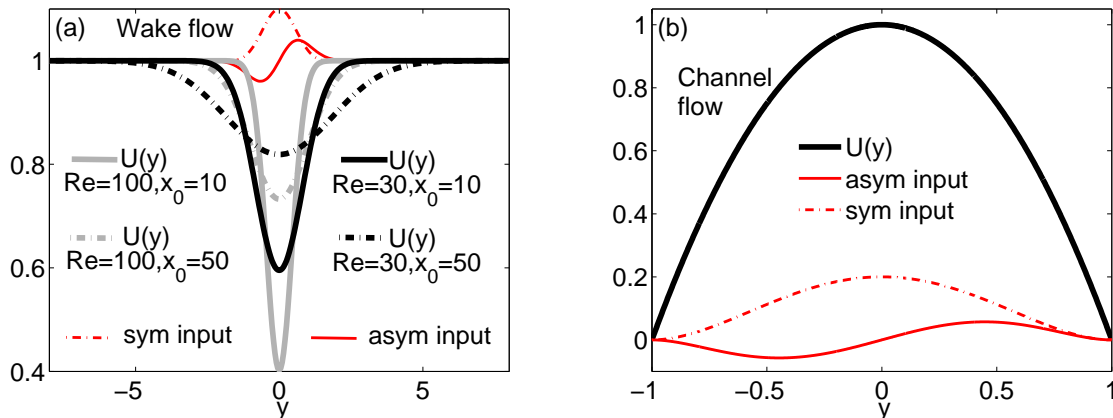 (a) Wake flow
1
0.8
0.6
0.4
U(y)
Re=100,x0=10
U(y)
Re=30,x0=10
U(y)
Re=100,x0=50
U(y)
Re=30,x0=50
sym input
asym input
−5
0
5
y
(b)
Channel
flow
1
0.8
0.6
0.4
0.2
0
U(y)
asym input
sym input
-1
-0.5
0
0.5
1
y